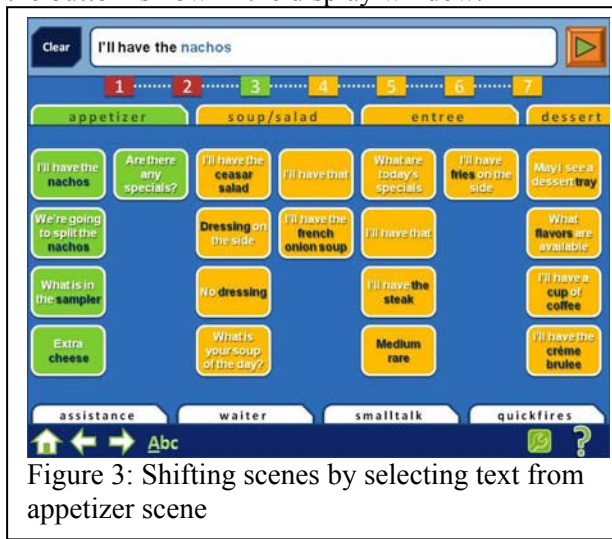 the display window.
Clear
I'll have the nachos
1 2 3 4 5 6 7
appetizer soup/salad entree dessert
I'll have the
nachos
Are there
any
specials?
I'll have the
ceasar
salad
I'll have that
What are
today's
specials
I'll have
fries on the
side
May I see a
dessert tray
We're going
to split the
nachos
Dressing on
the side
I'll have the
french
onion soup
I'll have that
What
flavors are
available
What is in
the sampler
No dressing
I'll have the
steak
I'll have a
cup of
coffee
Extra
cheese
What is
your soup
of the day?
Medium
rare
I'll have the
créme
brulee
assistance waiter smalltalk quickfires
Abc
?
Figure 3: Shifting scenes by selecting text from
appetizer scene